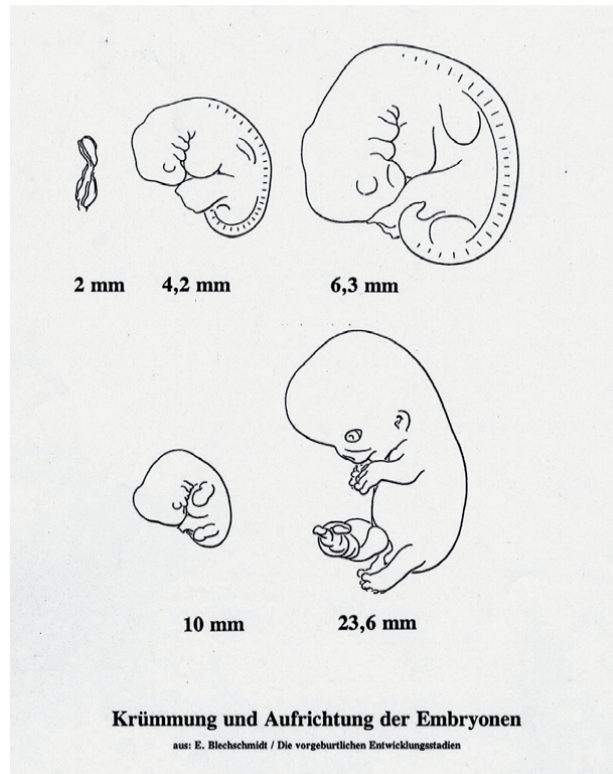 2 mm 4,2 mm 6,3 mm
10 mm 23,6 mm
Krümmung und Aufrichtung der Embryonen
aus: E. Blechschmidt / Die vorgeburtlichen Entwicklungsstadien